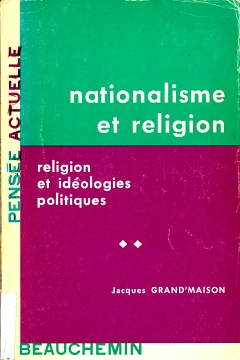 PENSÉE ACTUELLE
nationalisme
et religion
religion
et idéologies
politiques
Jacques GRAND'MAISON
BEAUCHEMIN